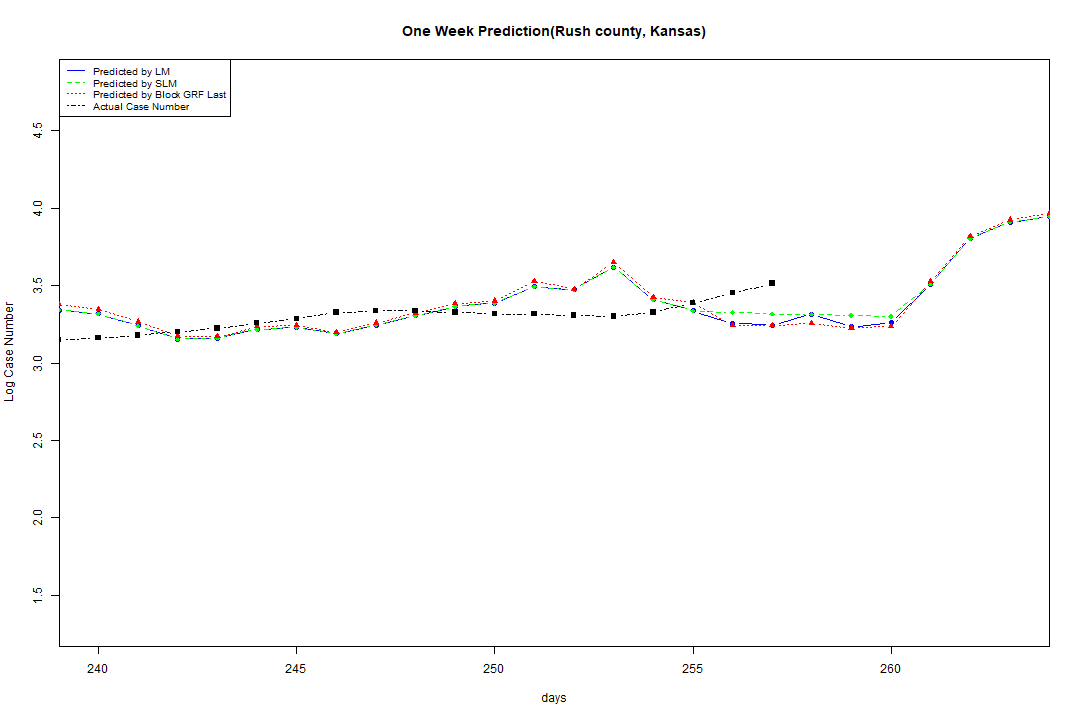 One Week Prediction(Rush county, Kansas)
Predicted by LM
Predicted by SLM
Predicted by Block GRF Last
Actual Case Number
4.5
4.0
3.5
3.0
2.5
2.0
1.5
Log Case Number
240
245
250
255
260
days